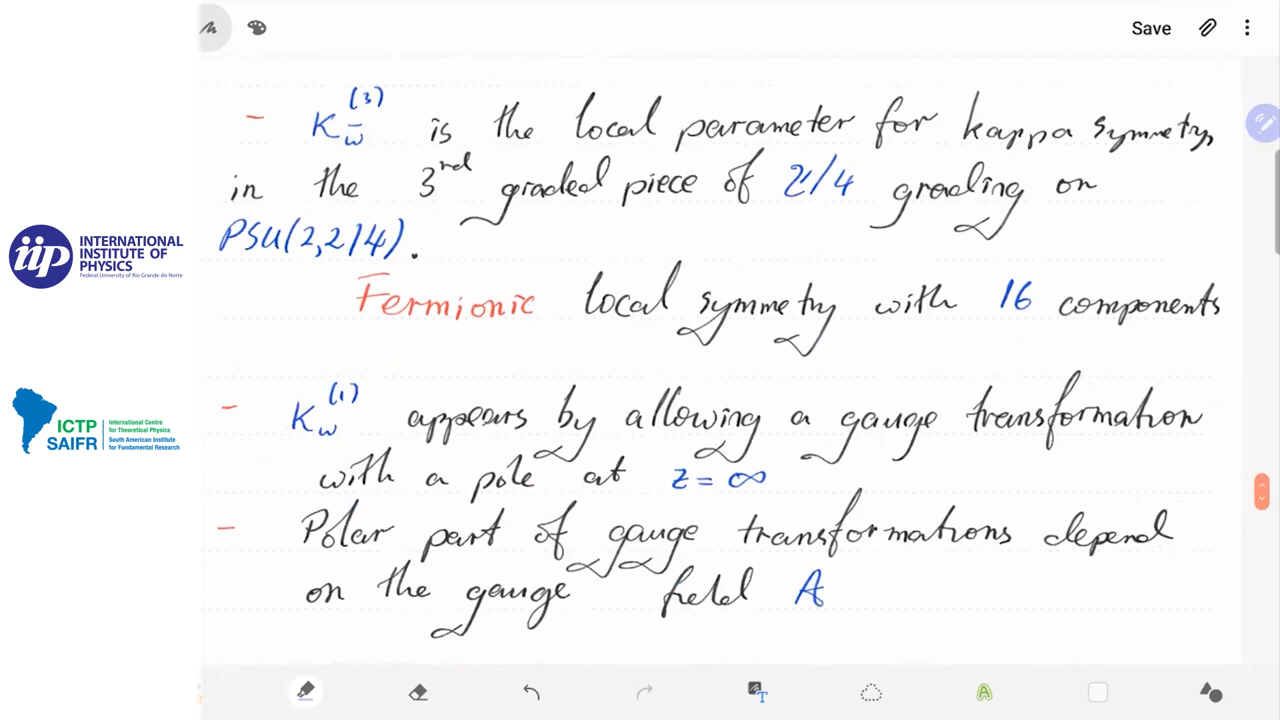 Save
- K_w̄^(3) is the local parameter for kappa symmetry,
in the 3rd graded piece of Z/4 grading on
PSU(2,2/4).
Fermionic local symmetry with 16 components
- K_w^(1) appears by allowing a gauge transformation
with a pole at z = ∞
- Polar part of gauge transformations depend
on the gauge field A
iip INTERNATIONAL
INSTITUTE OF
PHYSICS
Federal University of Rio Grande do Norte
ICTP
SAIFR
International Centre
for Theoretical Physics
South American Institute
for Fundamental Research
T
A